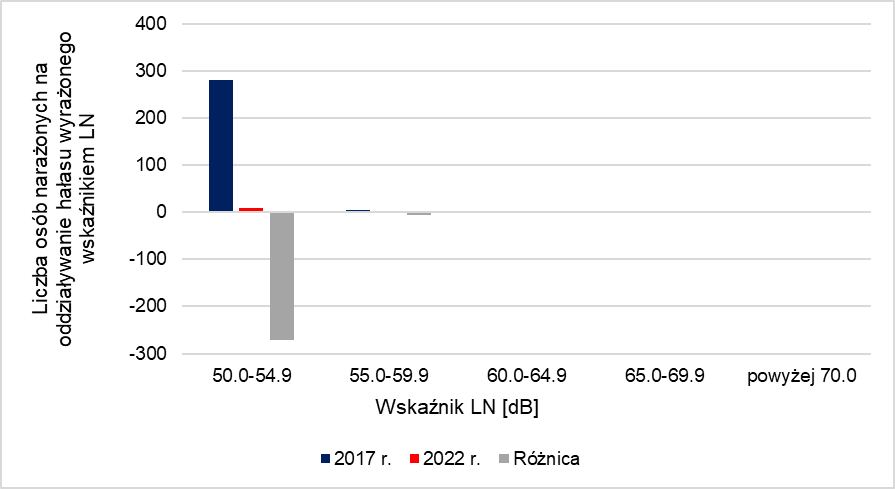 Liczba osób narażonych na
oddziaływanie hałasu wyrażonego
wskaźnikiem LN
400
300
200
100
0
-100
-200
-300
50.0-54.9 55.0-59.9 60.0-64.9 65.0-69.9 powyżej 70.0
Wskaźnik LN [dB]
2017 r. 2022 r. Różnica